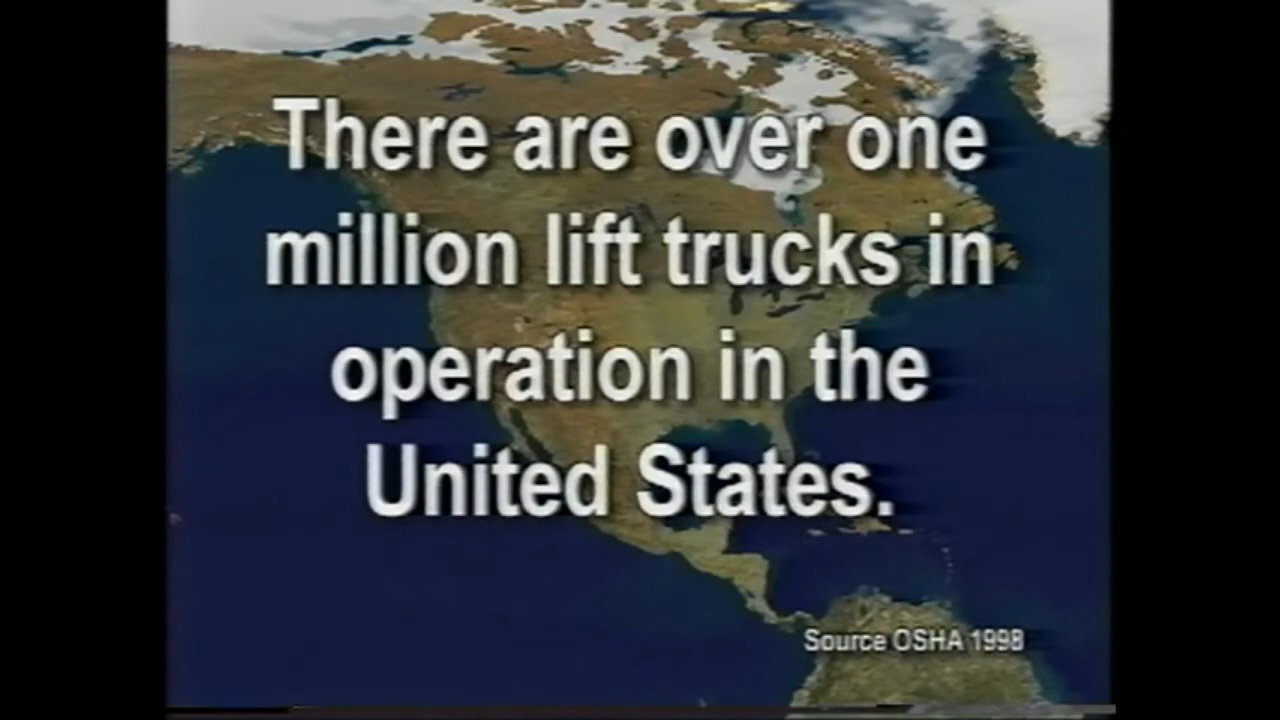 There are over one
million lift trucks in
operation in the
United States.
Source OSHA 1998